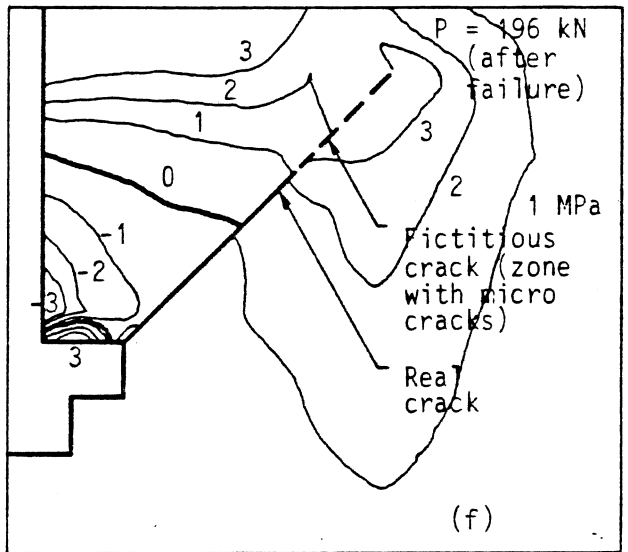 P = 196 kN
(after
failure)
3
2
1
0
-1
-2
-3
3
3
2
1 MPa
Fictitious
crack (zone
with micro
cracks)
Real
crack
(f)